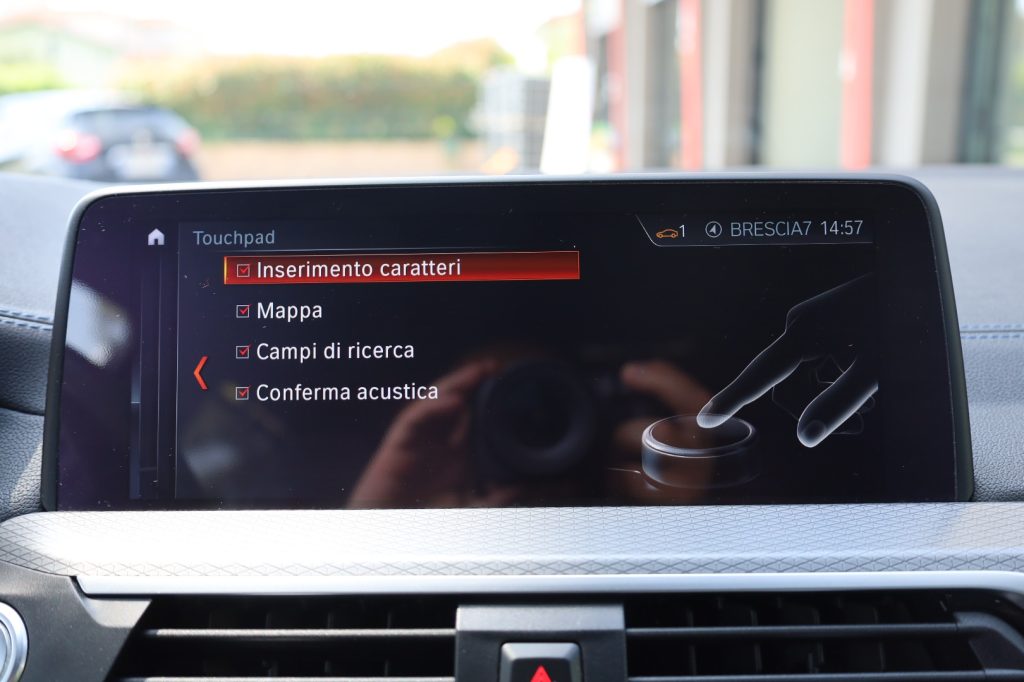 Touchpad
1 BRESCIA7 14:57
Inserimento caratteri
Mappa
Campi di ricerca
Conferma acustica